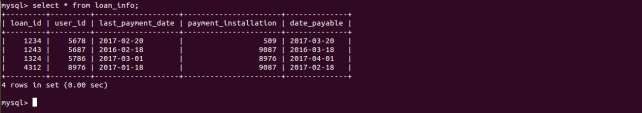 mysql> select * from loan_info;
+---------+---------+-------------------+----------------------+--------------+
| loan_id | user_id | last_payment_date | payment_installation | date_payable |
+---------+---------+-------------------+----------------------+--------------+
| 1234 | 5678 | 2017-02-20 | 509 | 2017-03-20 |
| 1243 | 5687 | 2016-02-18 | 9087 | 2016-03-18 |
| 1324 | 5786 | 2017-03-01 | 8976 | 2017-04-01 |
| 4312 | 8976 | 2017-01-18 | 9087 | 2017-02-18 |
+---------+---------+-------------------+----------------------+--------------+
4 rows in set (0.00 sec)
mysql>